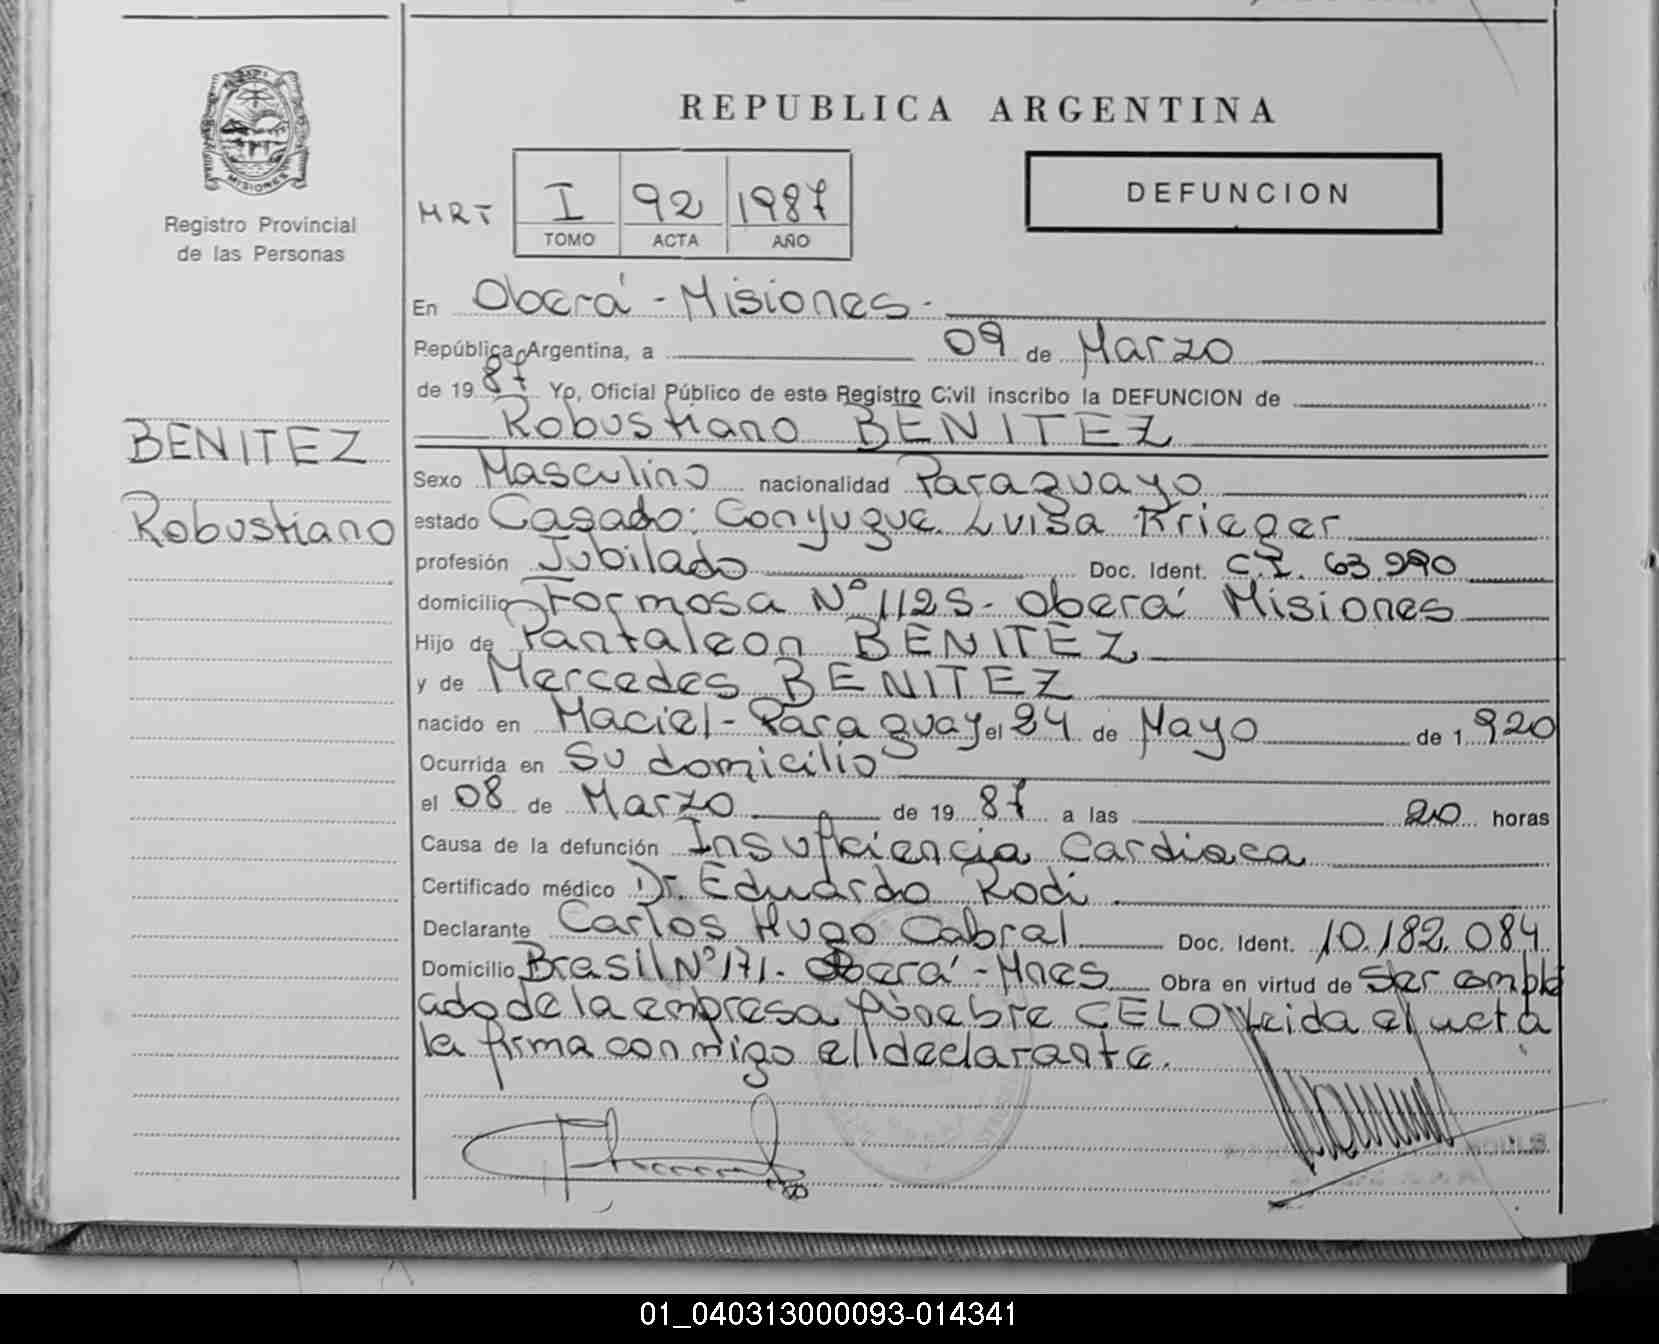 REPUBLICA ARGENTINA
Registro Provincial
de las Personas
MISIONES
MRT I 92 1987
TOMO ACTA AÑO
DEFUNCION
BENITEZ
Robustiano
En Oberá - Misiones -
República Argentina, a 09 de Marzo
de 1987 Yo, Oficial Público de este Registro Civil inscribo la DEFUNCION de
Robustiano BENITEZ
Sexo Masculino nacionalidad Paraguayo
estado Casado: Conyugue. Luisa Krieger
profesión Jubilado Doc. Ident. C.I. 63.990
domicilio Formosa Nº 1125 - Oberá Misiones
Hijo de Pantaleon BENITEZ
y de Mercedes BENITEZ
nacido en Maciel - Paraguay el 24 de Mayo de 1920
Ocurrida en Su domicilio
el 08 de Marzo de 1987 a las 20 horas
Causa de la defunción Insuficiencia Cardiaca
Certificado médico Dr. Eduardo Rodi
Declarante Carlos Hugo Cabral Doc. Ident. 10.182.084
Domicilio Brasil Nº 171 - Oberá - Mnes Obra en virtud de Ser emple
ado de la empresa fúnebre CELO Leida el acta
la firma conmigo el declarante.
01_040313000093-014341